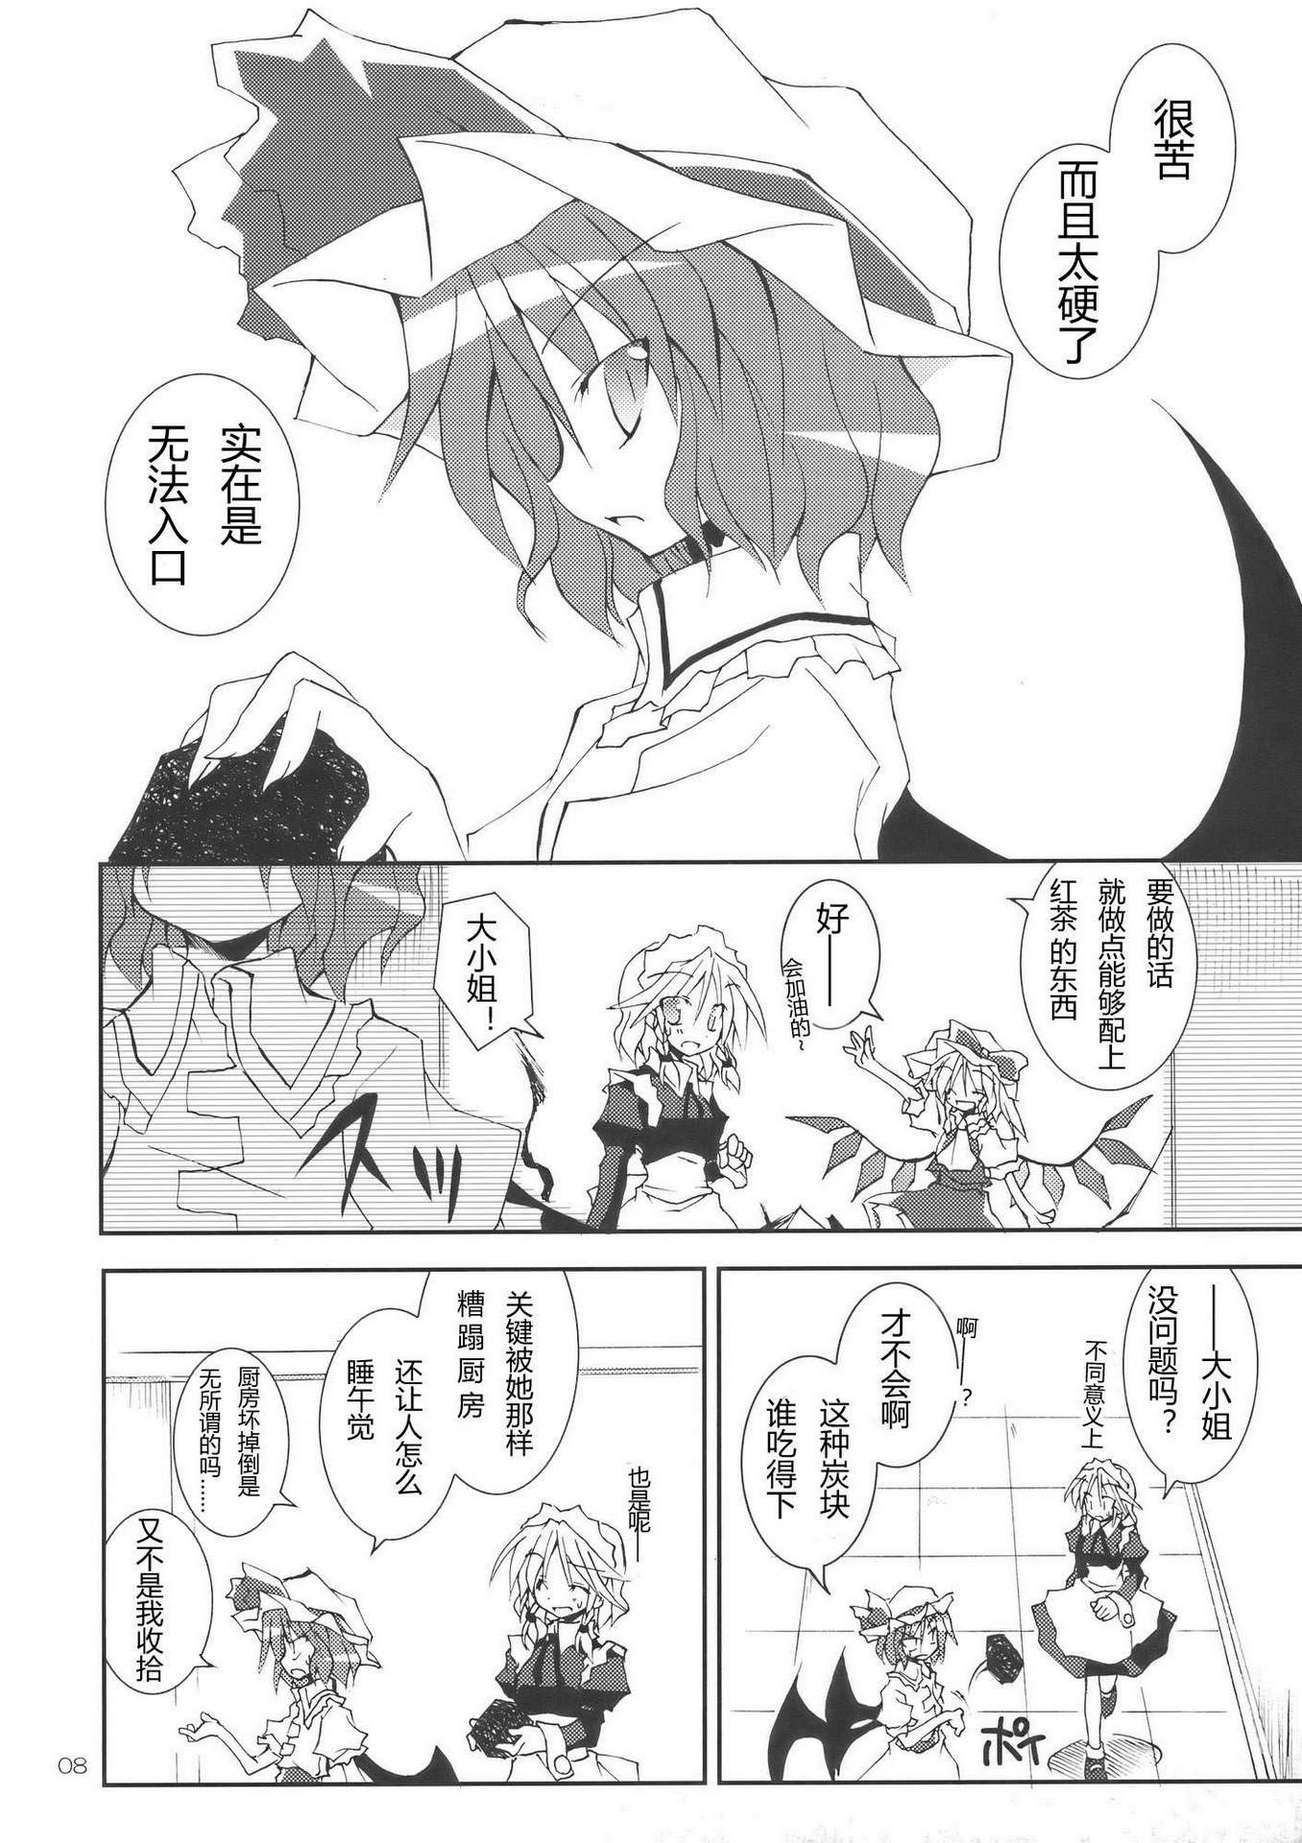 很苦
而且太硬了
实在是
无法入口
要做的话
就做点能够配上
红茶的东西
好——
会加油的~
大小姐！
スッ
——大小姐
没问题吗？
不同意义上
啊——？
才不会啊
这种炭块
谁吃得下
ポイ
关键被她那样
糟蹋厨房
还让人怎么
睡午觉
也是呢——
厨房坏掉倒是
无所谓的吗……
又不是我收拾
08